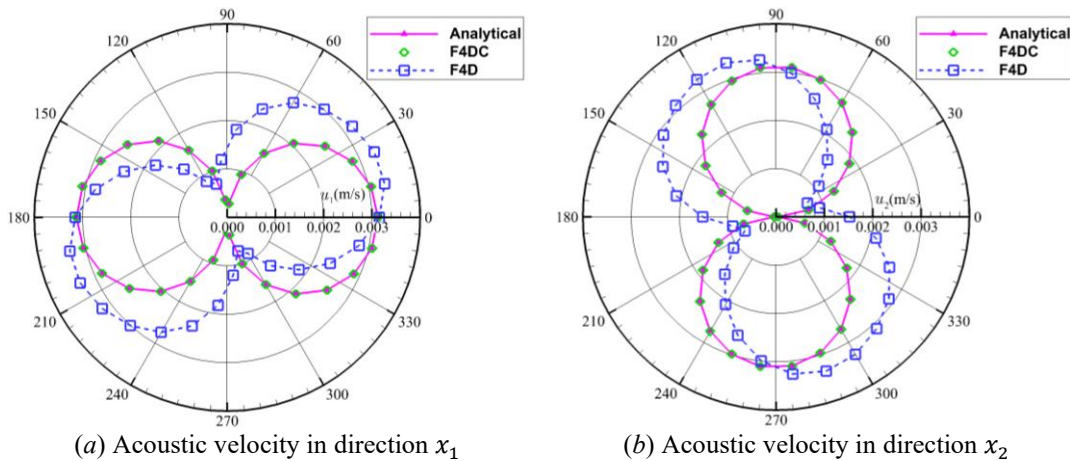 90
120
60
150
30
180
0
210
330
240
300
270
u1(m/s)
0.000 0.001 0.002 0.003
Analytical
F4DC
F4D
(a) Acoustic velocity in direction x1
90
120
60
150
30
180
0
210
330
240
300
270
u2(m/s)
0.000 0.001 0.002 0.003
Analytical
F4DC
F4D
(b) Acoustic velocity in direction x2